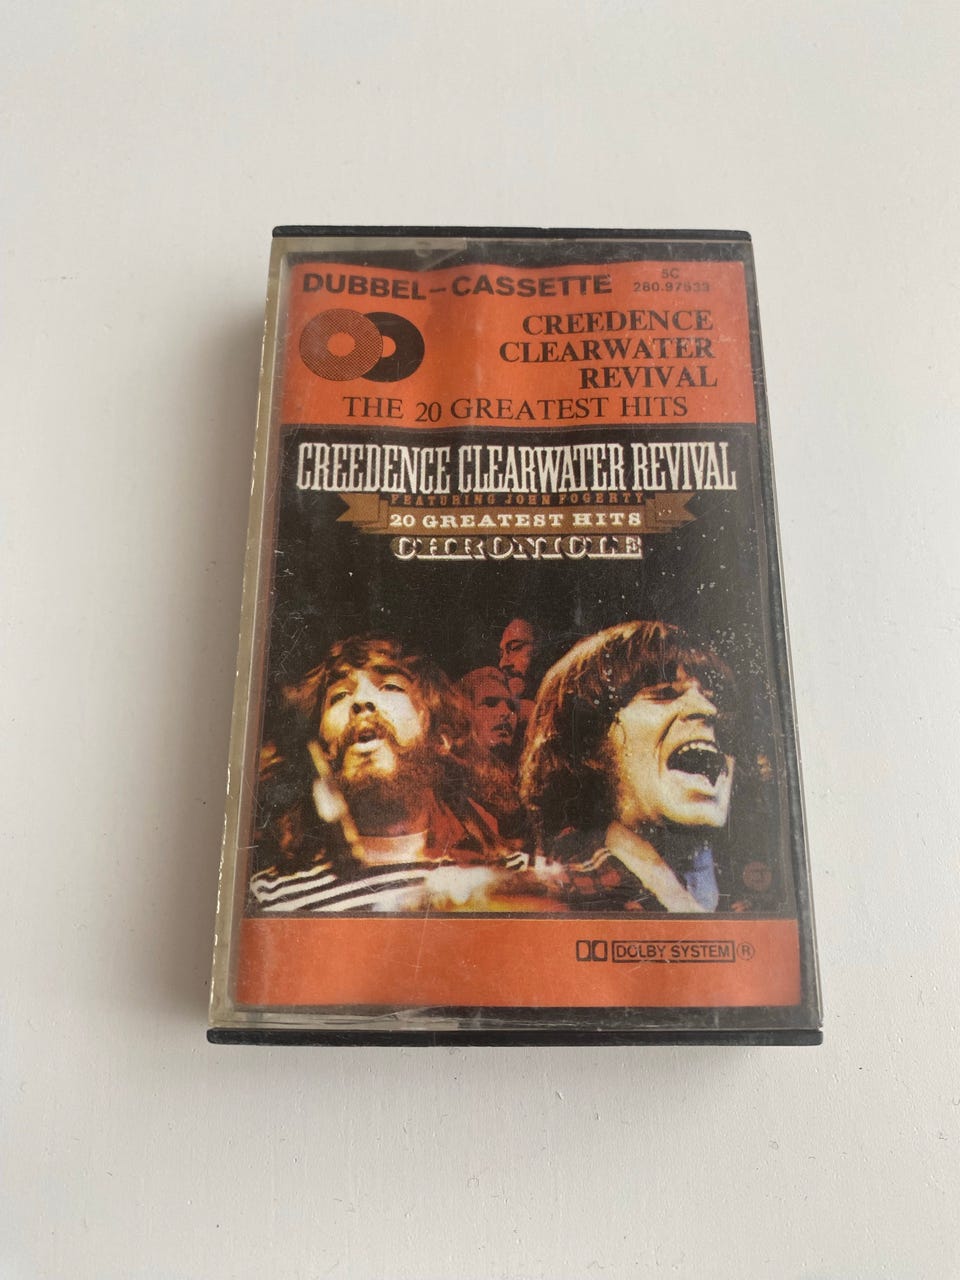 DUBBEL-CASSETTE
5C
280.97533
CREEDENCE
CLEARWATER
REVIVAL
THE 20 GREATEST HITS
CREEDENCE CLEARWATER REVIVAL
FEATURING JOHN FOGERTY
20 GREATEST HITS
CHRONICLE
DOLBY SYSTEM ®